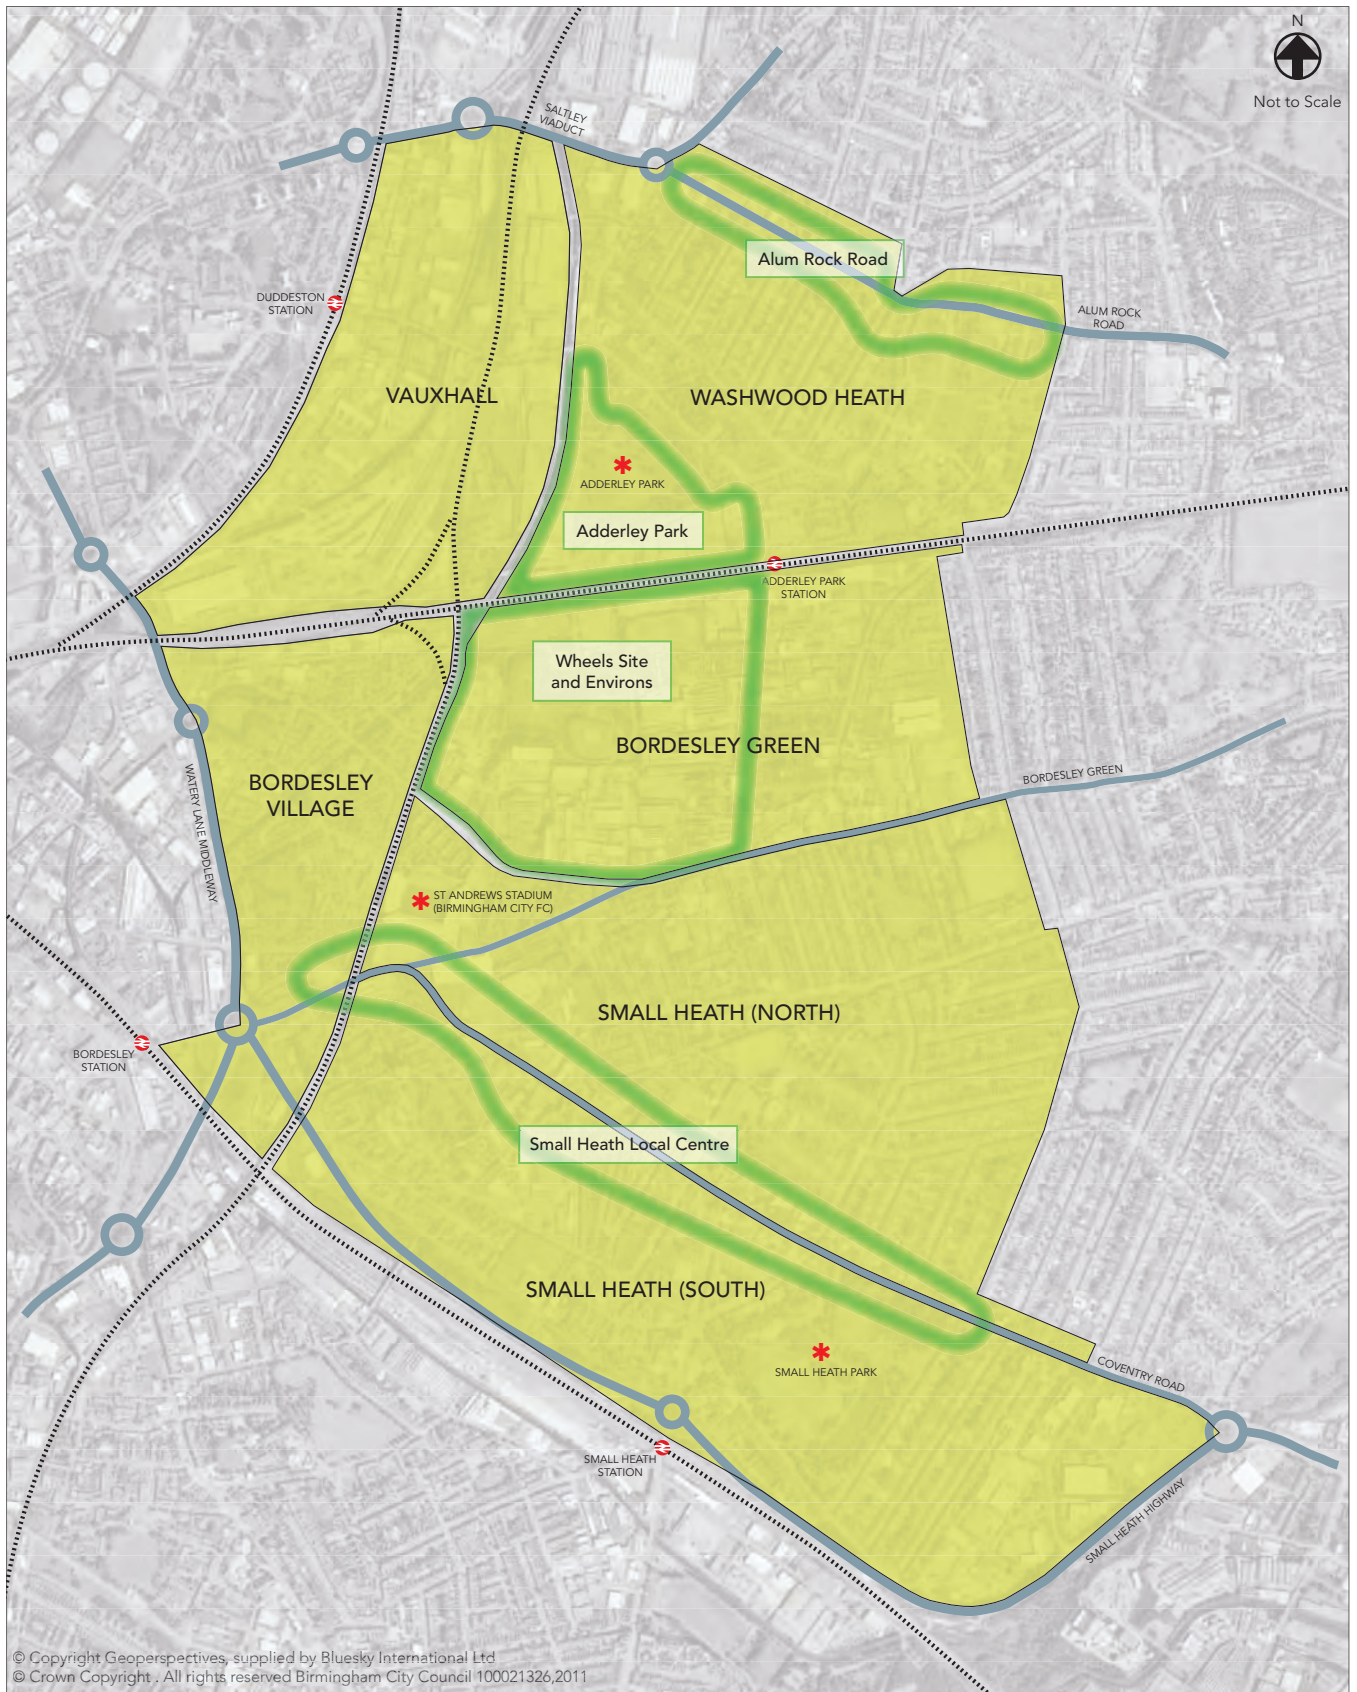 N
Not to Scale
SALTLEY
VIADUCT
Alum Rock Road
DUDDESTON
STATION
ALUM ROCK
ROAD
VAUXHALL
WASHWOOD HEATH
ADDERLEY PARK
Adderley Park
ADDERLEY PARK
STATION
Wheels Site
and Environs
BORDESLEY GREEN
BORDESLEY GREEN
BORDESLEY
VILLAGE
WATERY LANE MIDDLEWAY
ST ANDREWS STADIUM
(BIRMINGHAM CITY FC)
SMALL HEATH (NORTH)
BORDESLEY
STATION
Small Heath Local Centre
SMALL HEATH (SOUTH)
SMALL HEATH PARK
COVENTRY ROAD
SMALL HEATH
STATION
SMALL HEATH HIGHWAY
© Copyright Geoperspectives, supplied by Bluesky International Ltd
© Crown Copyright . All rights reserved Birmingham City Council 100021326,2011